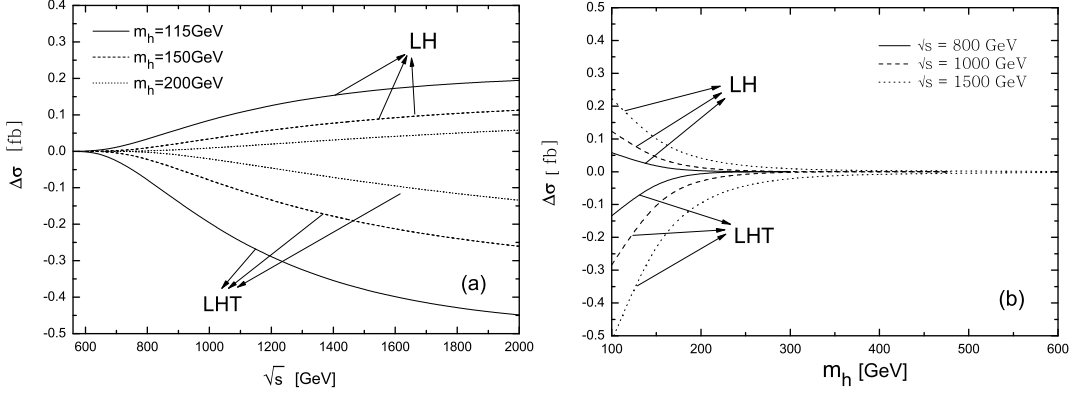 0.4
0.3
0.2
0.1
0.0
-0.1
-0.2
-0.3
-0.4
-0.5
Δσ [fb]
m_h=115GeV
m_h=150GeV
m_h=200GeV
LH
LHT
(a)
600 800 1000 1200 1400 1600 1800 2000
√s [GeV]
0.5
0.4
0.3
0.2
0.1
0.0
-0.1
-0.2
-0.3
-0.4
-0.5
Δσ [ fb]
√s = 800 GeV
√s = 1000 GeV
√s = 1500 GeV
LH
LHT
(b)
100 200 300 400 500 600
m_h [GeV]